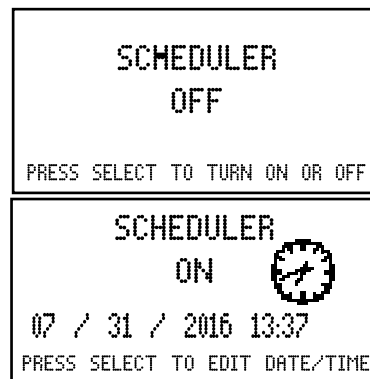 SCHEDULER
OFF
PRESS SELECT TO TURN ON OR OFF
SCHEDULER
ON
07 / 31 / 2016 13:37
PRESS SELECT TO EDIT DATE/TIME